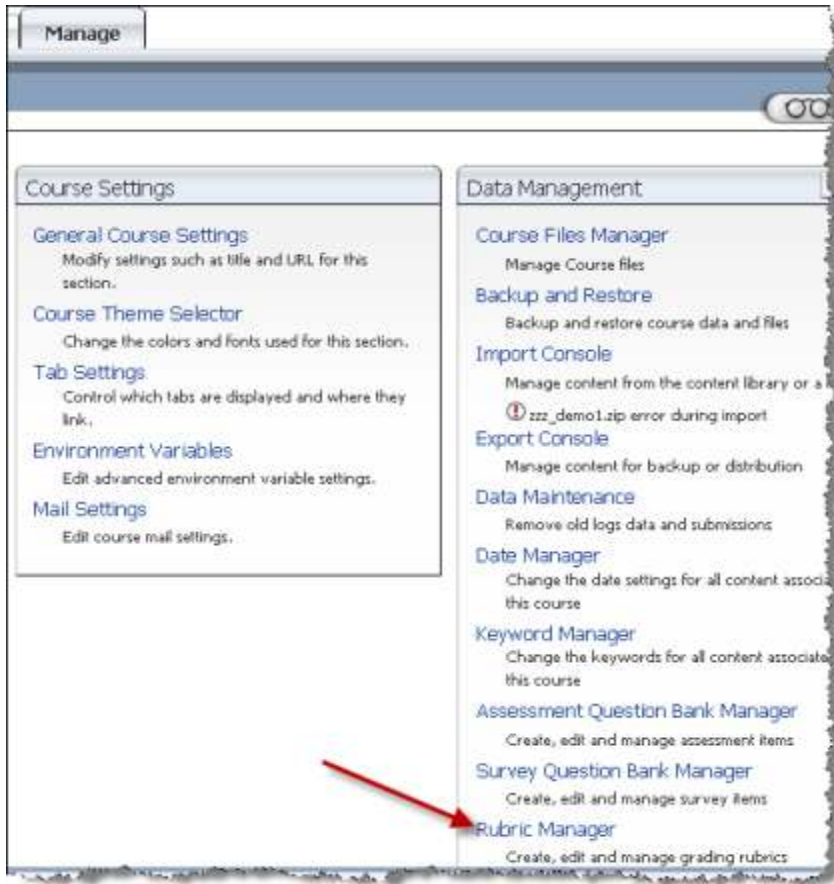 Manage
Course Settings
General Course Settings
Modify settings such as title and URL for this
section.
Course Theme Selector
Change the colors and fonts used for this section.
Tab Settings
Control which tabs are displayed and where they
link.
Environment Variables
Edit advanced environment variable settings.
Mail Settings
Edit course mail settings.
Data Management
Course Files Manager
Manage Course files
Backup and Restore
Backup and restore course data and files
Import Console
Manage content from the content library or a
zzz_demo1.zip error during import
Export Console
Manage content for backup or distribution
Data Maintenance
Remove old logs data and submissions
Date Manager
Change the date settings for all content associa
this course
Keyword Manager
Change the keywords for all content associate
this course
Assessment Question Bank Manager
Create, edit and manage assessment items
Survey Question Bank Manager
Create, edit and manage survey items
Rubric Manager
Create, edit and manage grading rubrics